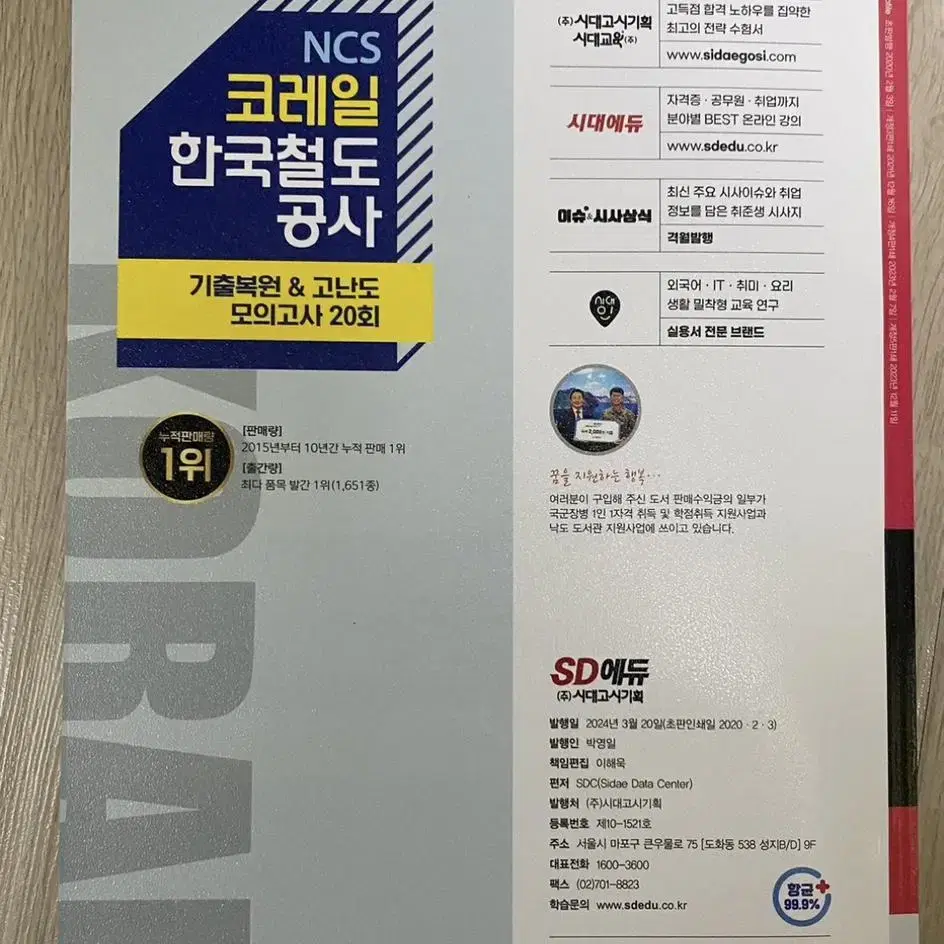 NCS
코레일
한국철도
공사
기출복원 & 고난도
모의고사 20회
누적판매량
1위
[판매량]
2015년부터 10년간 누적 판매 1위
[출간량]
최다 품목 발간 1위(1,651종)
KORAI
(주)시대고시기획
시대교육(주)
고득점 합격 노하우를 집약한
최고의 전략 수험서
www.sidaegosi.com
시대에듀
자격증 · 공무원 · 취업까지
분야별 BEST 온라인 강의
www.sdedu.co.kr
이슈&시사상식
최신 주요 시사이슈와 취업
정보를 담은 취준생 시사지
격월발행
시대인
외국어 · IT · 취미 · 요리
생활 밀착형 교육 연구
실용서 전문 브랜드
꿈을 지원하는 행복...
여러분이 구입해 주신 도서 판매수익금의 일부가
국군장병 1인 1자격 취득 및 학점취득 지원사업과
낙도 도서관 지원사업에 쓰이고 있습니다.
SD에듀
(주)시대고시기획
발행일 2024년 3월 20일(초판인쇄일 2020 · 2 · 3)
발행인 박영일
책임편집 이해욱
편저 SDC(Sidae Data Center)
발행처 (주)시대고시기획
등록번호 제10-1521호
주소 서울시 마포구 큰우물로 75 [도화동 538 성지B/D] 9F
대표전화 1600-3600
팩스 (02)701-8823
학습문의 www.sdedu.co.kr
항균+
99.9%